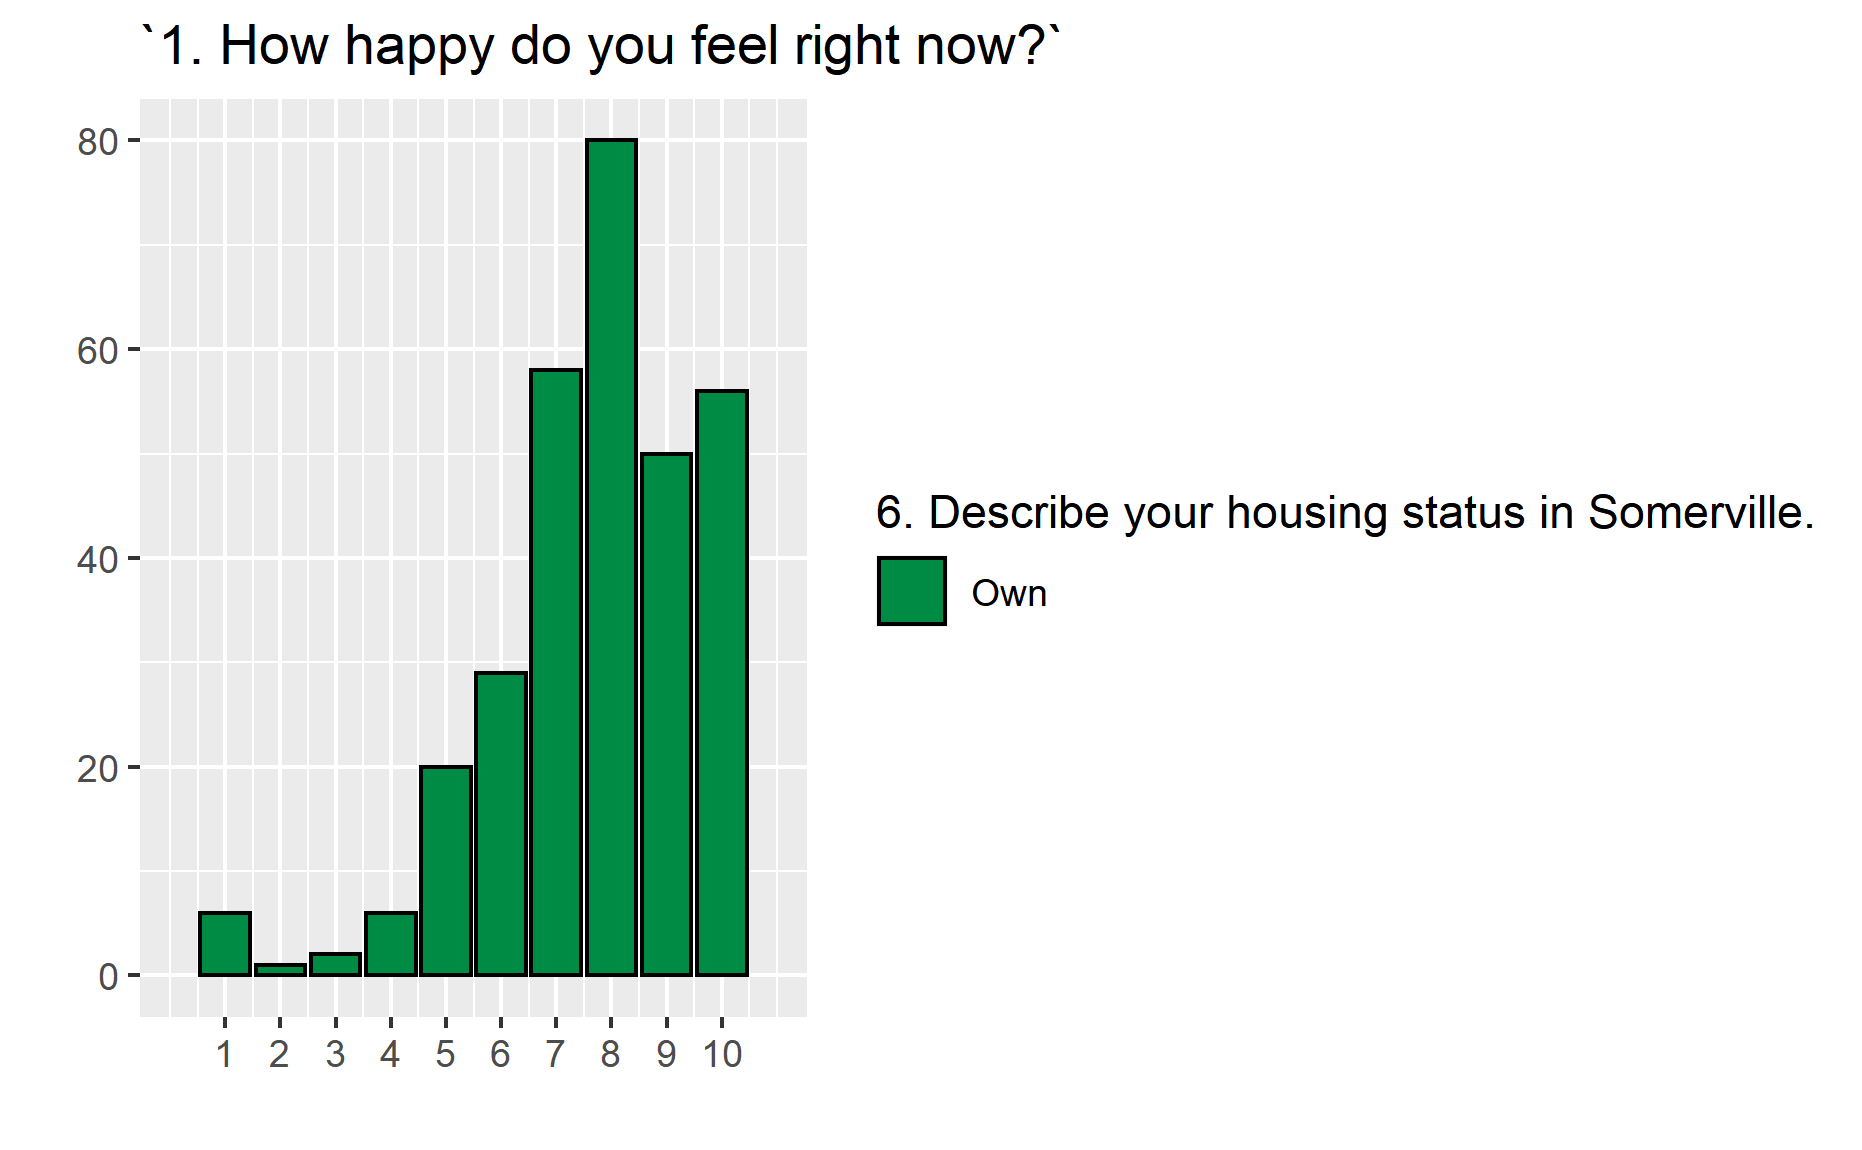 `1. How happy do you feel right now?`
80
60
40
20
0
1 2 3 4 5 6 7 8 9 10
6. Describe your housing status in Somerville.
Own